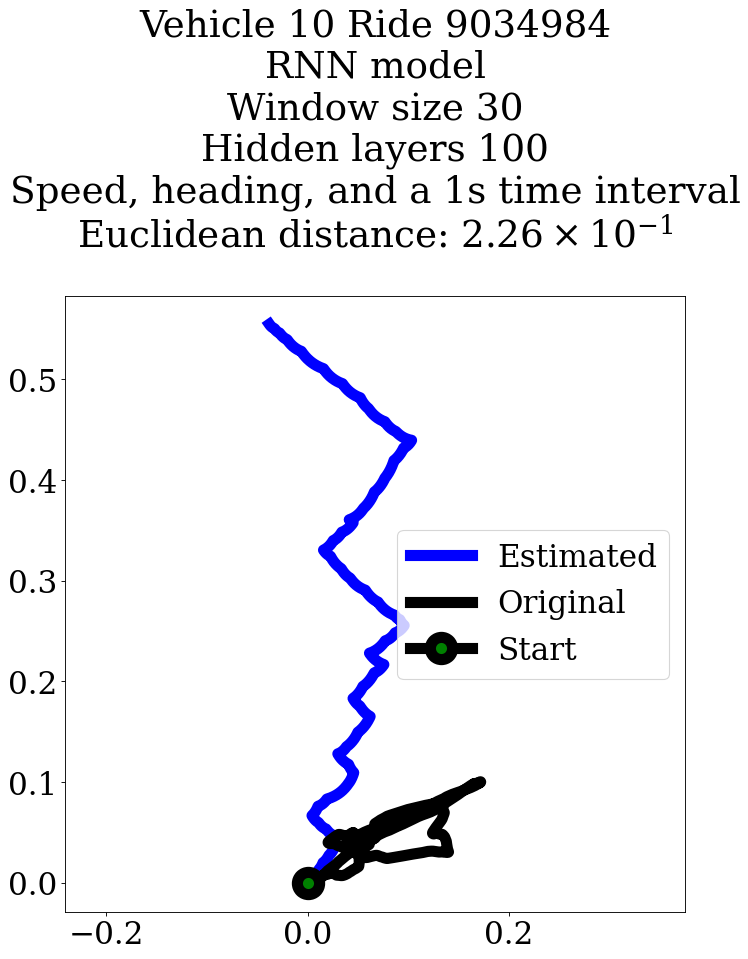 Vehicle 10 Ride 9034984
RNN model
Window size 30
Hidden layers 100
Speed, heading, and a 1s time interval
Euclidean distance: $2.26 \times 10^{-1}$
0.5
0.4
0.3
0.2
0.1
0.0
Estimated
Original
Start
−0.2
0.0
0.2